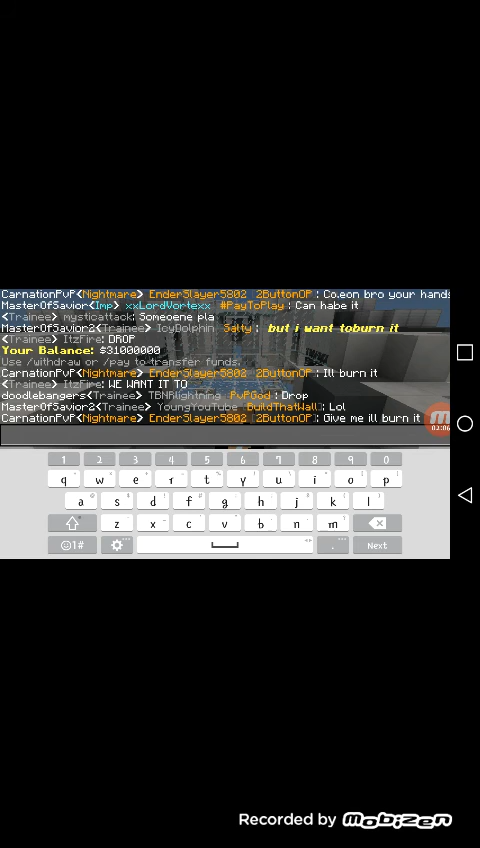 CarnationPvP<Nightmare> EnderSlayer5802 2ButtonOP : Co.eon bro your hands
MasterOfSavior<Imp> xxLordVortexx #PayToPlay : Can habe it
<Trainee> mysticattack: Someoene pla
MasterOfSavior2<Trainee> IcyDolphin Salty : but i want toburn it
<Trainee> ItzFire: DROP
Your Balance: $31000000
Use /withdraw or /pay to transfer funds.
CarnationPvP<Nightmare> EnderSlayer5802 2ButtonOP : Ill burn it
<Trainee> ItzFire: WE WANT IT TO
doodlebangers<Trainee> TBNRlightning PvPGod : Drop
MasterOfSavior2<Trainee> YoungYouTube BuildThatWall : Lol
CarnationPvP<Nightmare> EnderSlayer5802 2ButtonOP : Give me ill burn it
02:06
1 2 3 4 5 6 7 8 9 0
q w e r t y u i o p
a s d f g h j k l
z x c v b n m
☺1# . Next
Recorded by Mobizen